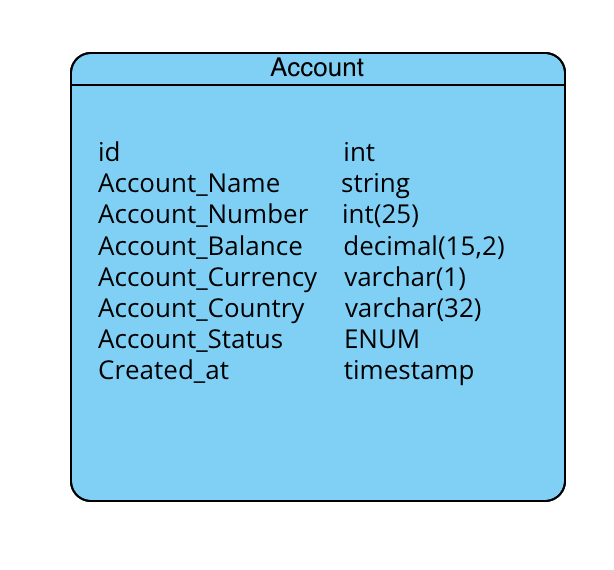 Account
id int
Account_Name string
Account_Number int(25)
Account_Balance decimal(15,2)
Account_Currency varchar(1)
Account_Country varchar(32)
Account_Status ENUM
Created_at timestamp